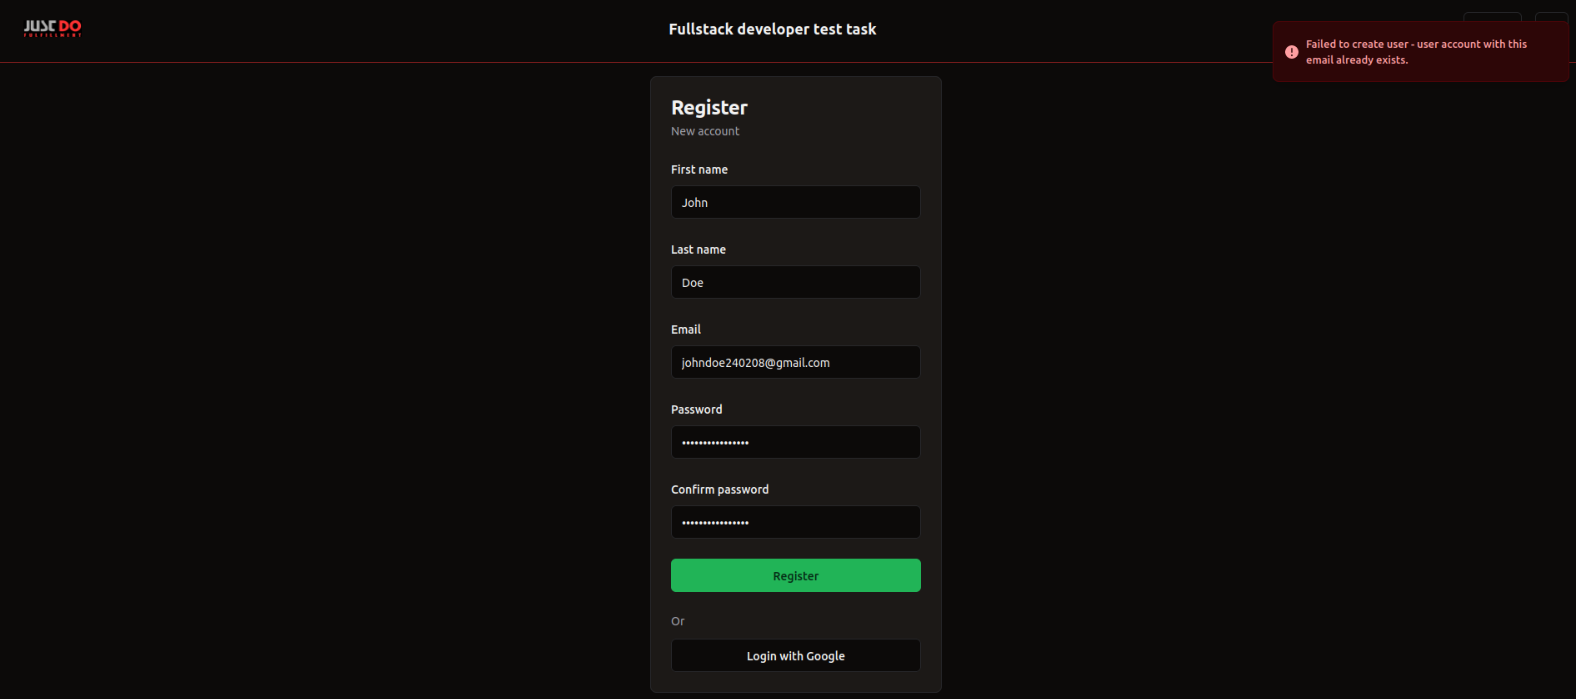 JUST DO
FULFILLMENT
Fullstack developer test task
Failed to create user - user account with this
email already exists.
Register
New account
First name
John
Last name
Doe
Email
johndoe240208@gmail.com
Password
••••••••••••••••
Confirm password
••••••••••••••••
Register
Or
Login with Google